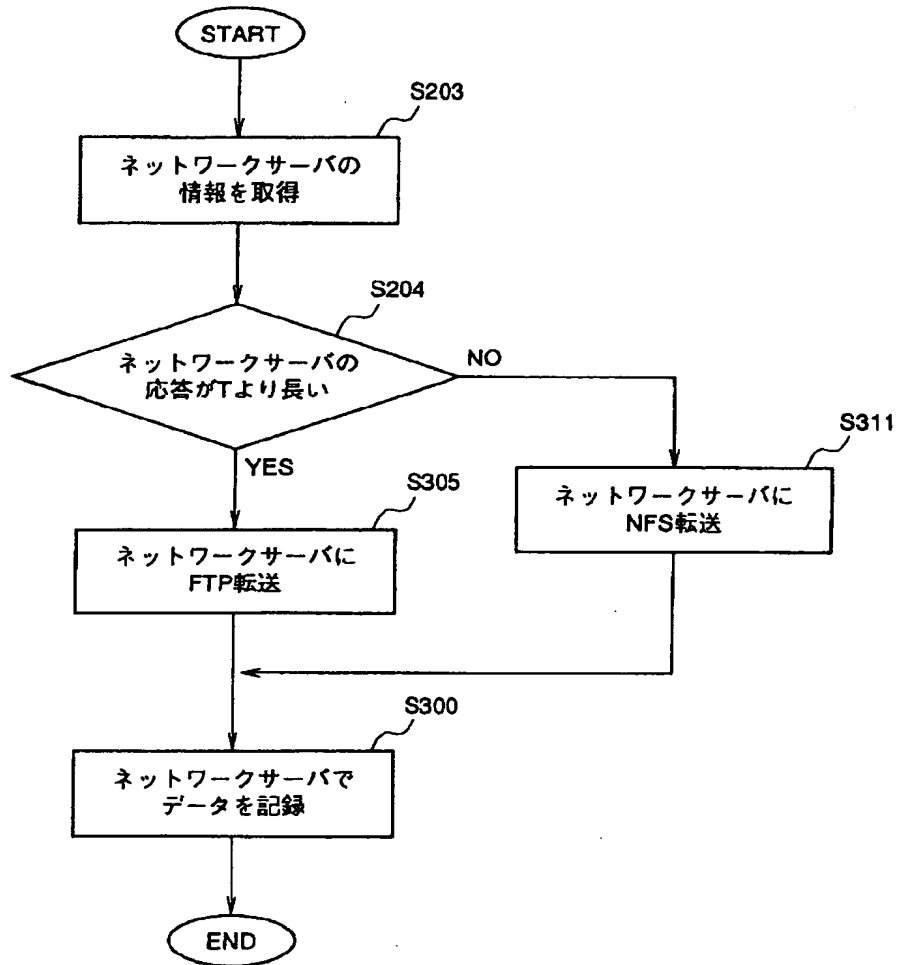 START
S203
ネットワークサーバの
情報を取得
S204
ネットワークサーバの
応答がTより長い
NO
YES
S311
ネットワークサーバに
NFS転送
S305
ネットワークサーバに
FTP転送
S300
ネットワークサーバで
データを記録
END